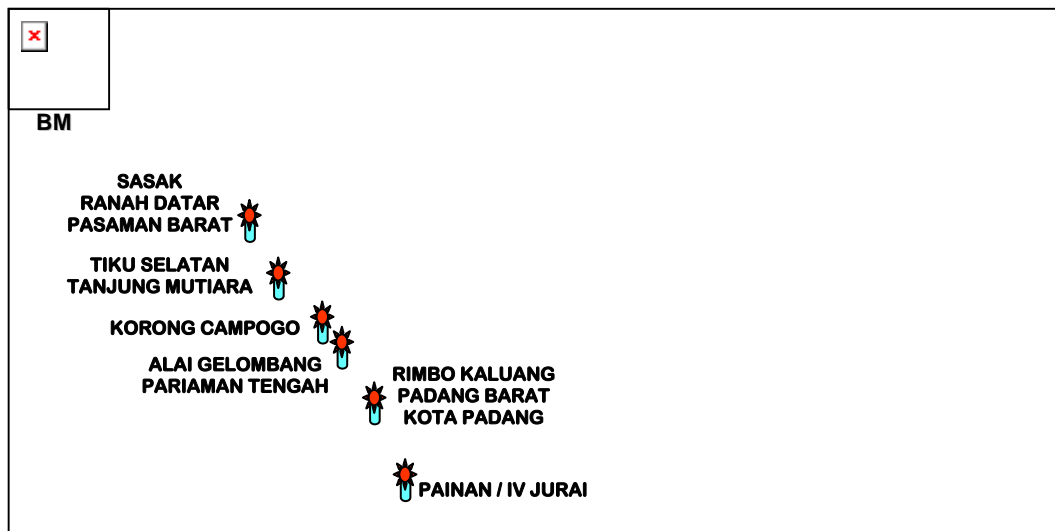 BM
SASAK
RANAH DATAR
PASAMAN BARAT
TIKU SELATAN
TANJUNG MUTIARA
KORONG CAMPOGO
ALAI GELOMBANG
PARIAMAN TENGAH
RIMBO KALUANG
PADANG BARAT
KOTA PADANG
PAINAN / IV JURAI